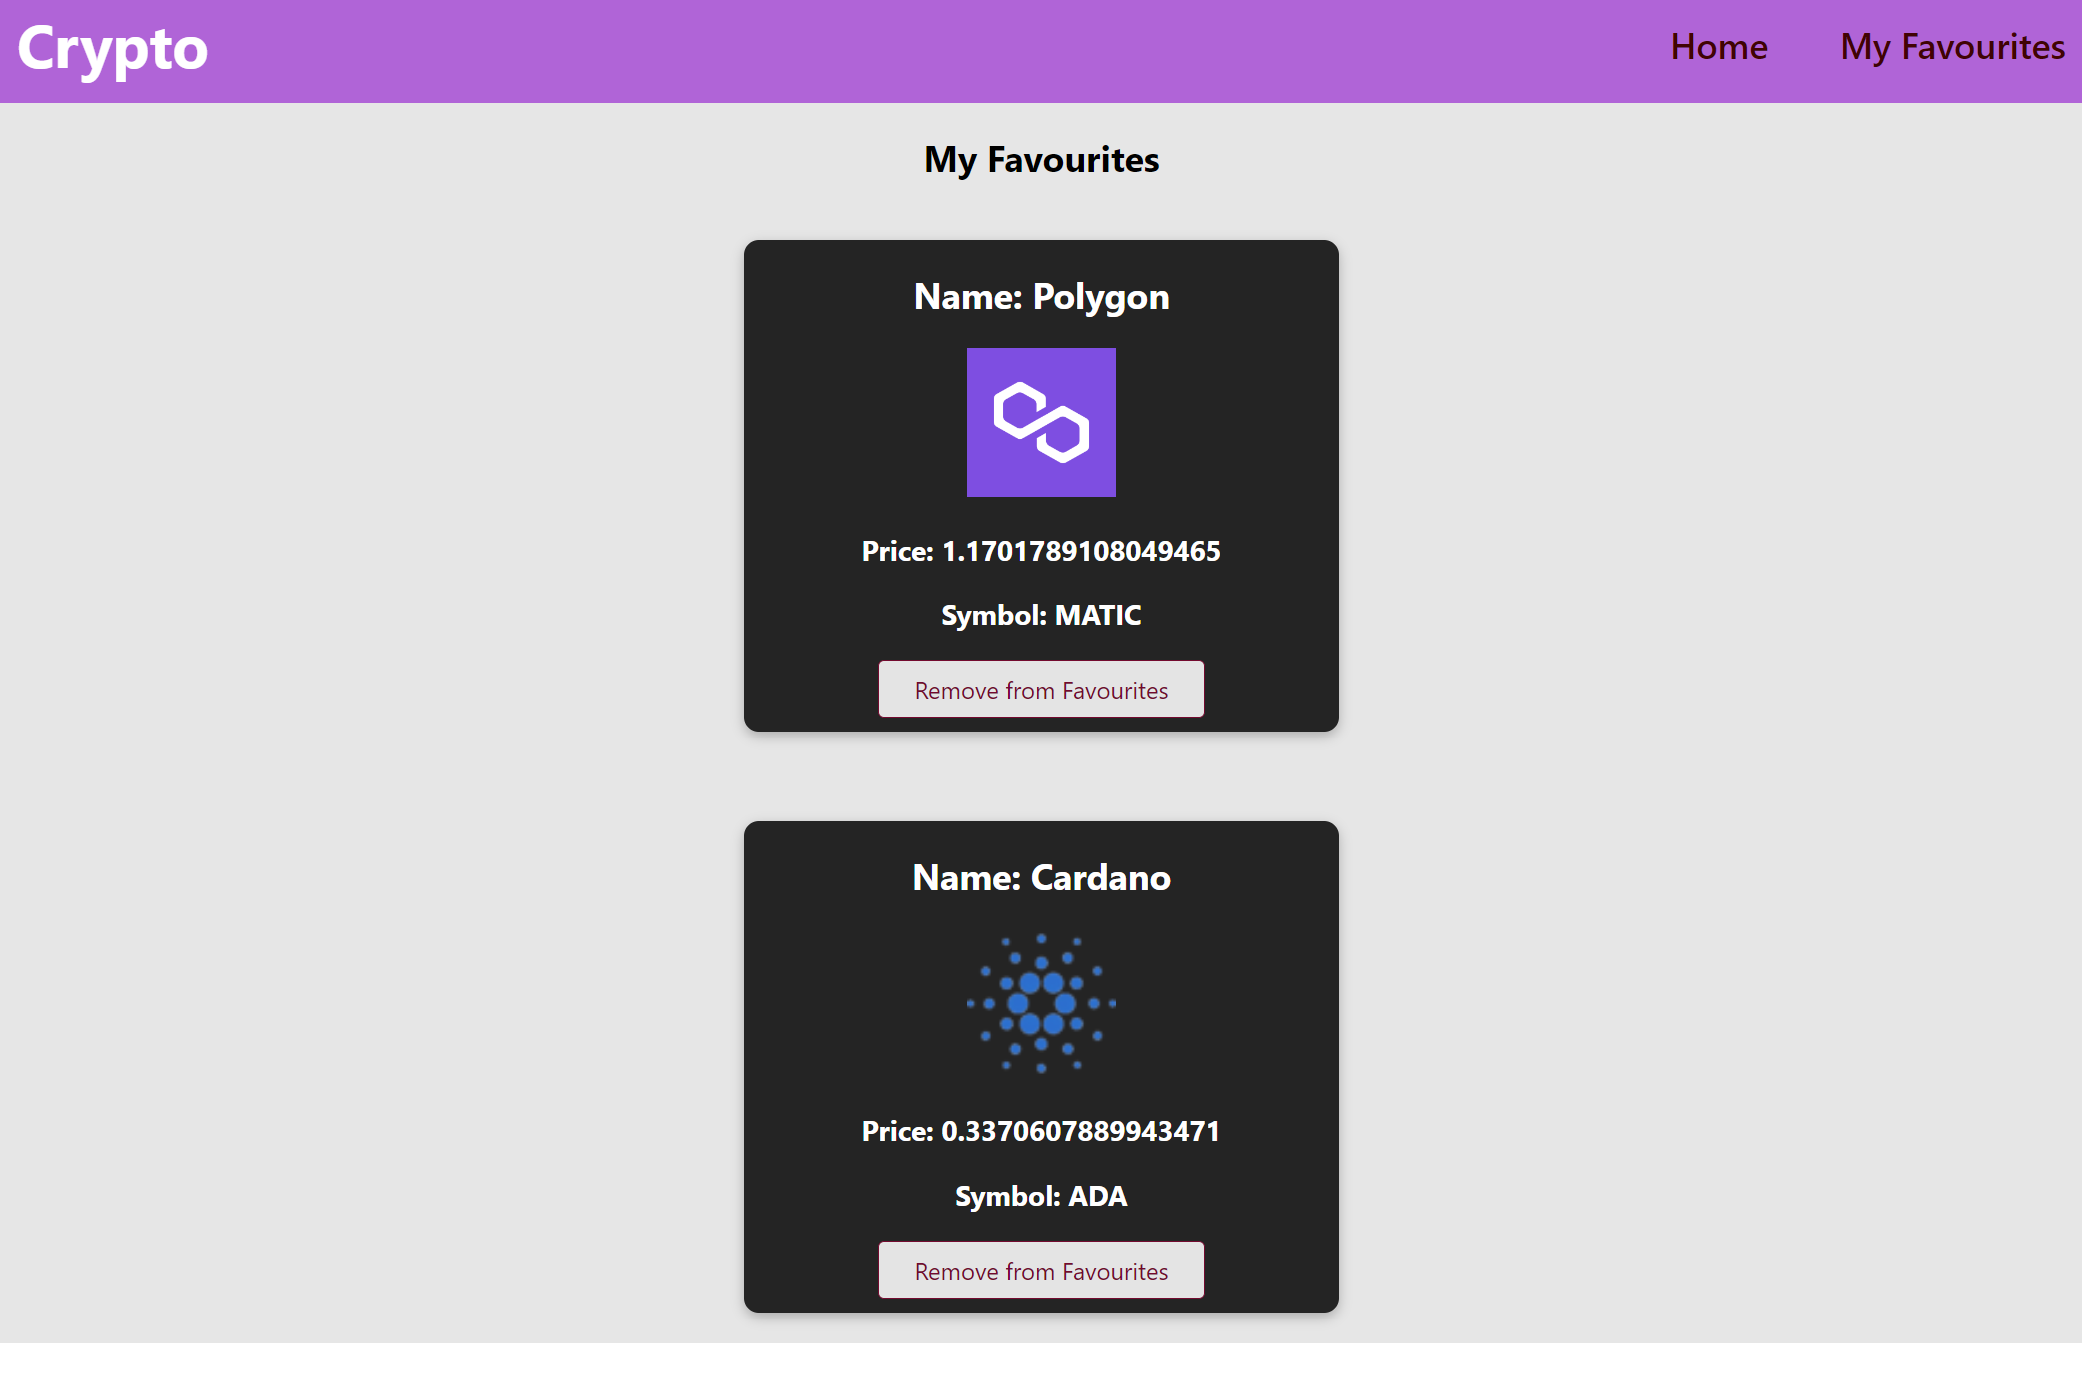 Crypto
Home
My Favourites
My Favourites
Name: Polygon
Price: 1.1701789108049465
Symbol: MATIC
Remove from Favourites
Name: Cardano
Price: 0.3370607889943471
Symbol: ADA
Remove from Favourites